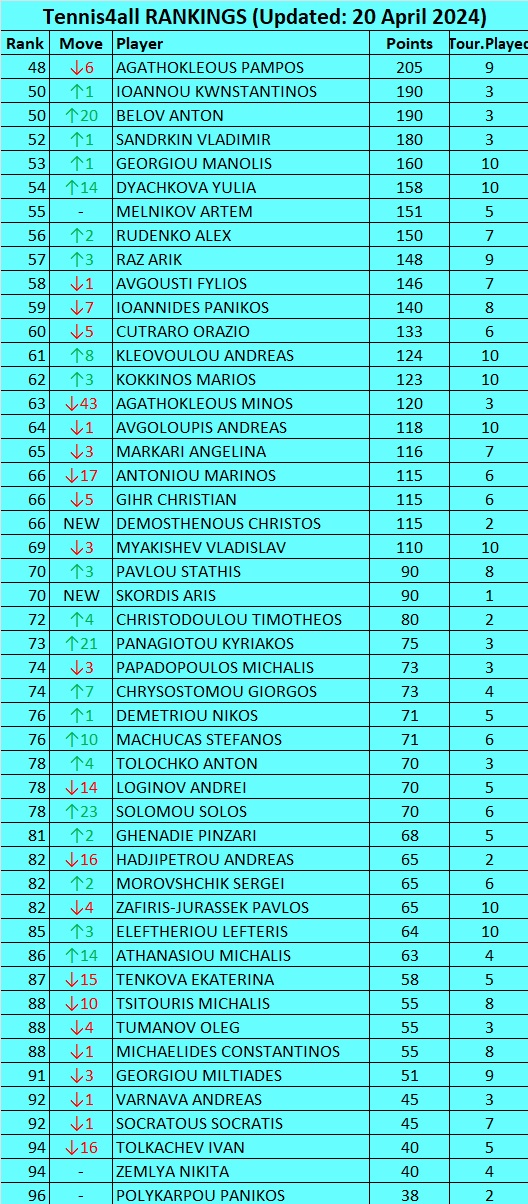 Tennis4all RANKINGS (Updated: 20 April 2024)
Rank Move Player Points Tour.Played
48 ↓6 AGATHOKLEOUS PAMPOS 205 9
50 ↑1 IOANNOU KWNSTANTINOS 190 3
50 ↑20 BELOV ANTON 190 3
52 ↑1 SANDRKIN VLADIMIR 180 3
53 ↑1 GEORGIOU MANOLIS 160 10
54 ↑14 DYACHKOVA YULIA 158 10
55 - MELNIKOV ARTEM 151 5
56 ↑2 RUDENKO ALEX 150 7
57 ↑3 RAZ ARIK 148 9
58 ↓1 AVGOUSTI FYLIOS 146 7
59 ↓7 IOANNIDES PANIKOS 140 8
60 ↓5 CUTRARO ORAZIO 133 6
61 ↑8 KLEOVOULOU ANDREAS 124 10
62 ↑3 KOKKINOS MARIOS 123 10
63 ↓43 AGATHOKLEOUS MINOS 120 3
64 ↓1 AVGOLOUPIS ANDREAS 118 10
65 ↓3 MARKARI ANGELINA 116 7
66 ↓17 ANTONIOU MARINOS 115 6
66 ↓5 GIHR CHRISTIAN 115 6
66 NEW DEMOSTHENOUS CHRISTOS 115 2
69 ↓3 MYAKISHEV VLADISLAV 110 10
70 ↑3 PAVLOU STATHIS 90 8
70 NEW SKORDIS ARIS 90 1
72 ↑4 CHRISTODOULOU TIMOTHEOS 80 2
73 ↑21 PANAGIOTOU KYRIAKOS 75 3
74 ↓3 PAPADOPOULOS MICHALIS 73 3
74 ↑7 CHRYSOSTOMOU GIORGOS 73 4
76 ↑1 DEMETRIOU NIKOS 71 5
76 ↑10 MACHUCAS STEFANOS 71 6
78 ↑4 TOLOCHKO ANTON 70 3
78 ↓14 LOGINOV ANDREI 70 5
78 ↑23 SOLOMOU SOLOS 70 6
81 ↑2 GHENADIE PINZARI 68 5
82 ↓16 HADJIPETROU ANDREAS 65 2
82 ↑2 MOROVSHCHIK SERGEI 65 6
82 ↓4 ZAFIRIS-JURASSEK PAVLOS 65 10
85 ↑3 ELEFTHERIOU LEFTERIS 64 10
86 ↑14 ATHANASIOU MICHALIS 63 4
87 ↓15 TENKOVA EKATERINA 58 5
88 ↓10 TSITOURIS MICHALIS 55 8
88 ↓4 TUMANOV OLEG 55 3
88 ↓1 MICHAELIDES CONSTANTINOS 55 8
91 ↓3 GEORGIOU MILTIADES 51 9
92 ↓1 VARNAVA ANDREAS 45 3
92 ↓1 SOCRATOUS SOCRATIS 45 7
94 ↓16 TOLKACHEV IVAN 40 5
94 - ZEMLYA NIKITA 40 4
96 - POLYKARPOU PANIKOS 38 2